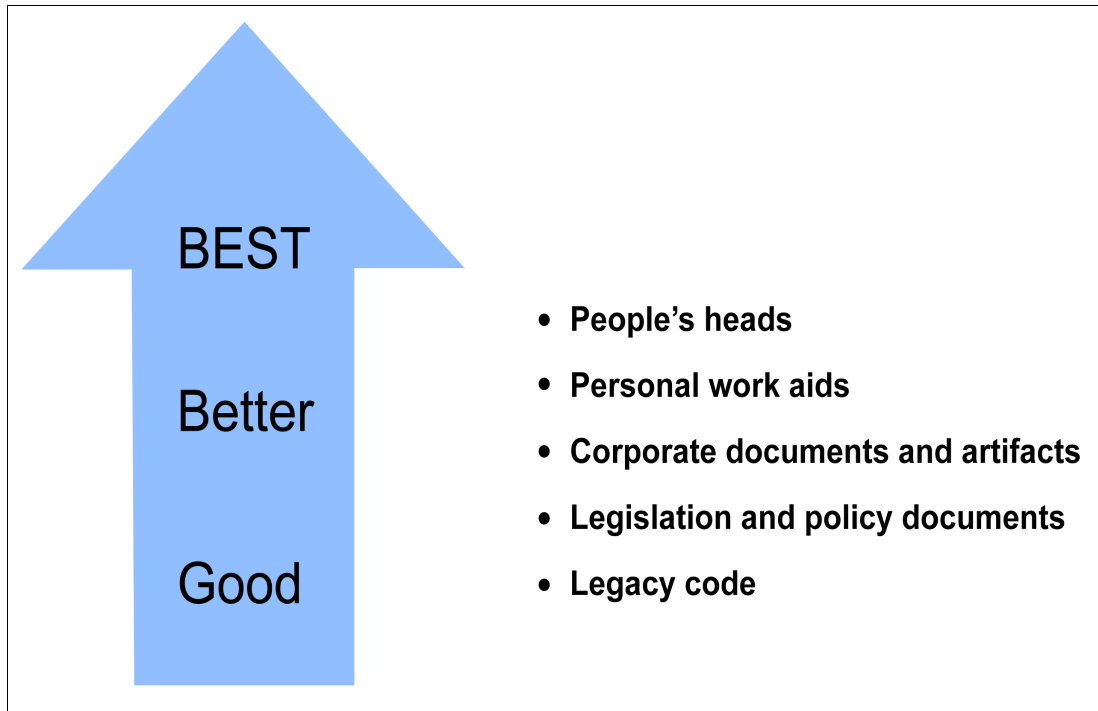 BEST
Better
Good
• People’s heads
• Personal work aids
• Corporate documents and artifacts
• Legislation and policy documents
• Legacy code